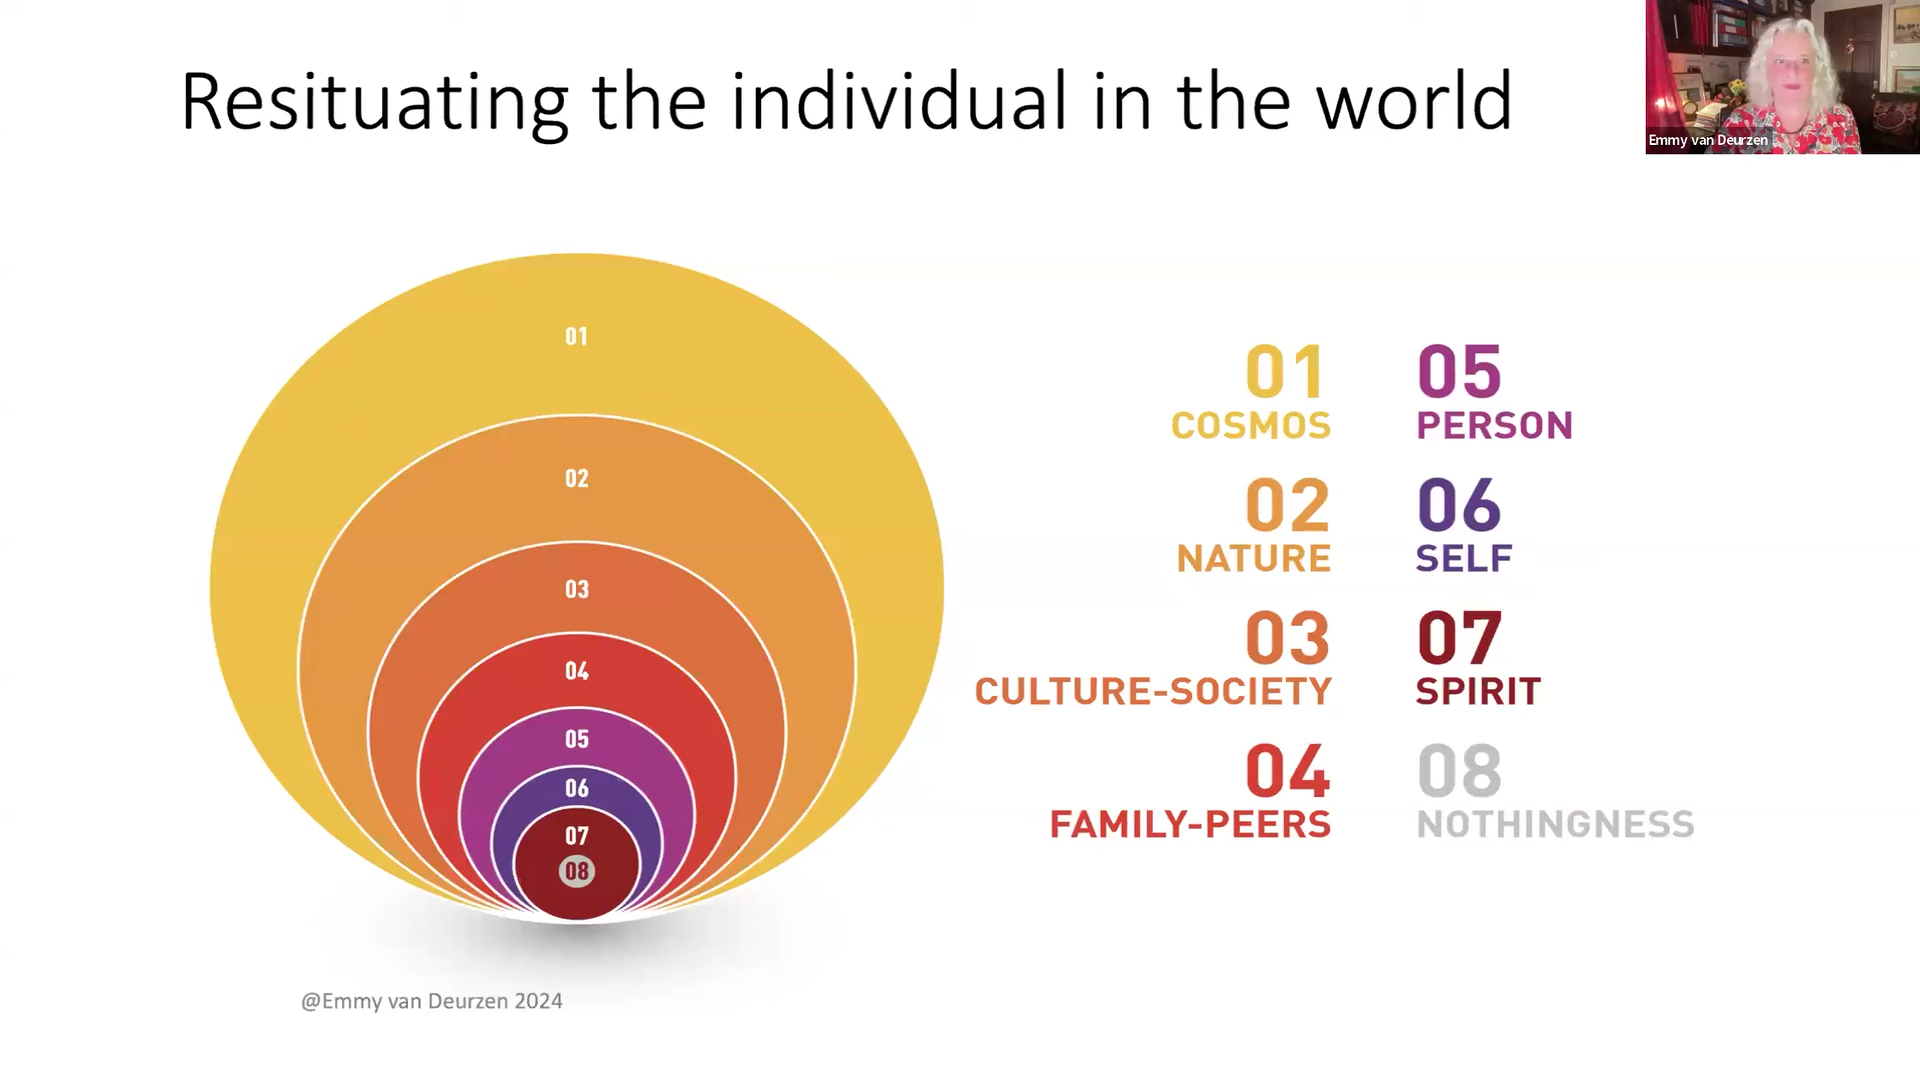 Resituating the individual in the world
Emmy van Deurzen
01
02
03
04
05
06
07
08
01
COSMOS
02
NATURE
03
CULTURE-SOCIETY
04
FAMILY-PEERS
05
PERSON
06
SELF
07
SPIRIT
08
NOTHINGNESS
@Emmy van Deurzen 2024